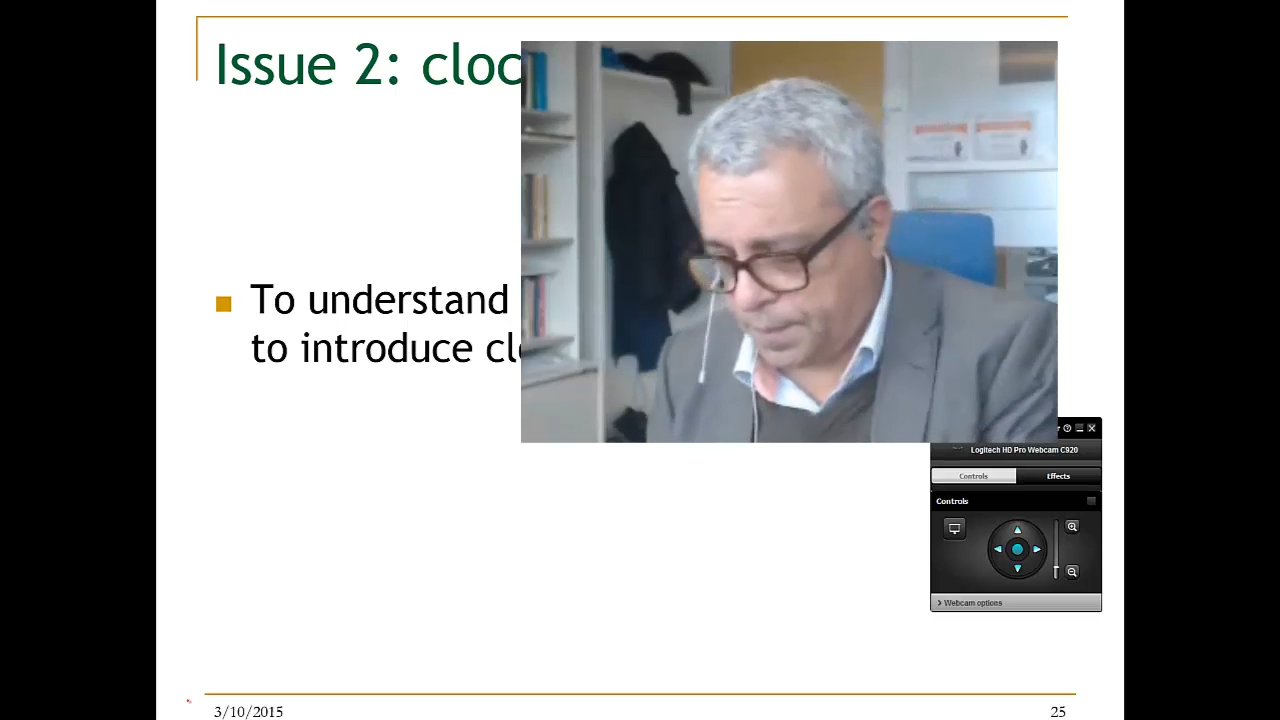 Issue 2: cloc
To understand
to introduce cl
Logitech HD Pro Webcam C920
Controls Effects
Controls
Webcam options
3/10/2015 25